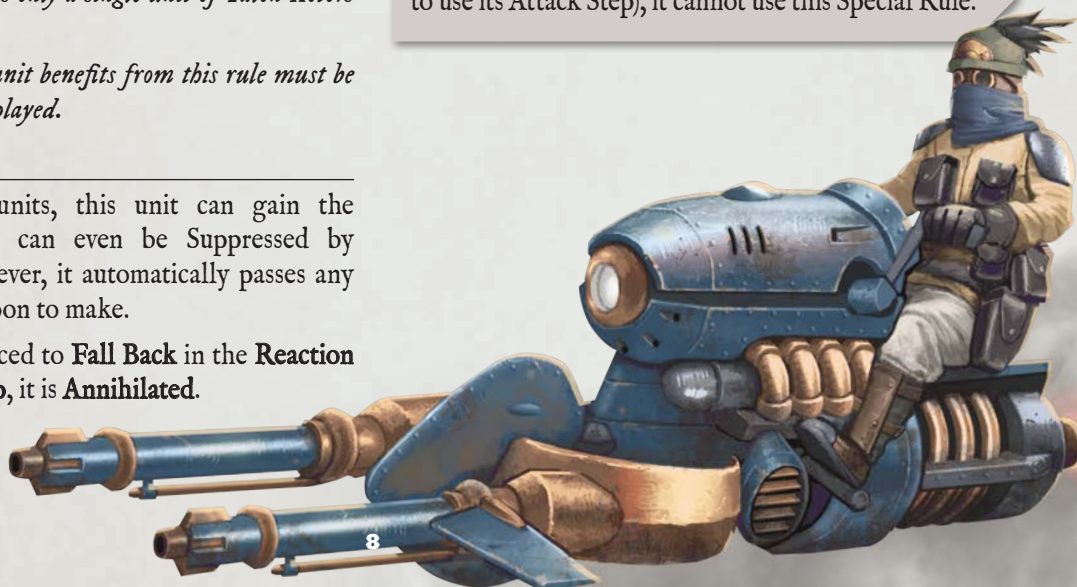 unit benefits from this rule must be
played.
units, this unit can gain the
can even be Suppressed by
ever, it automatically passes any
to make.
to Fall Back in the Reaction
it is Annihilated.
to use its Attack Step), it cannot use this Special Rule.
8